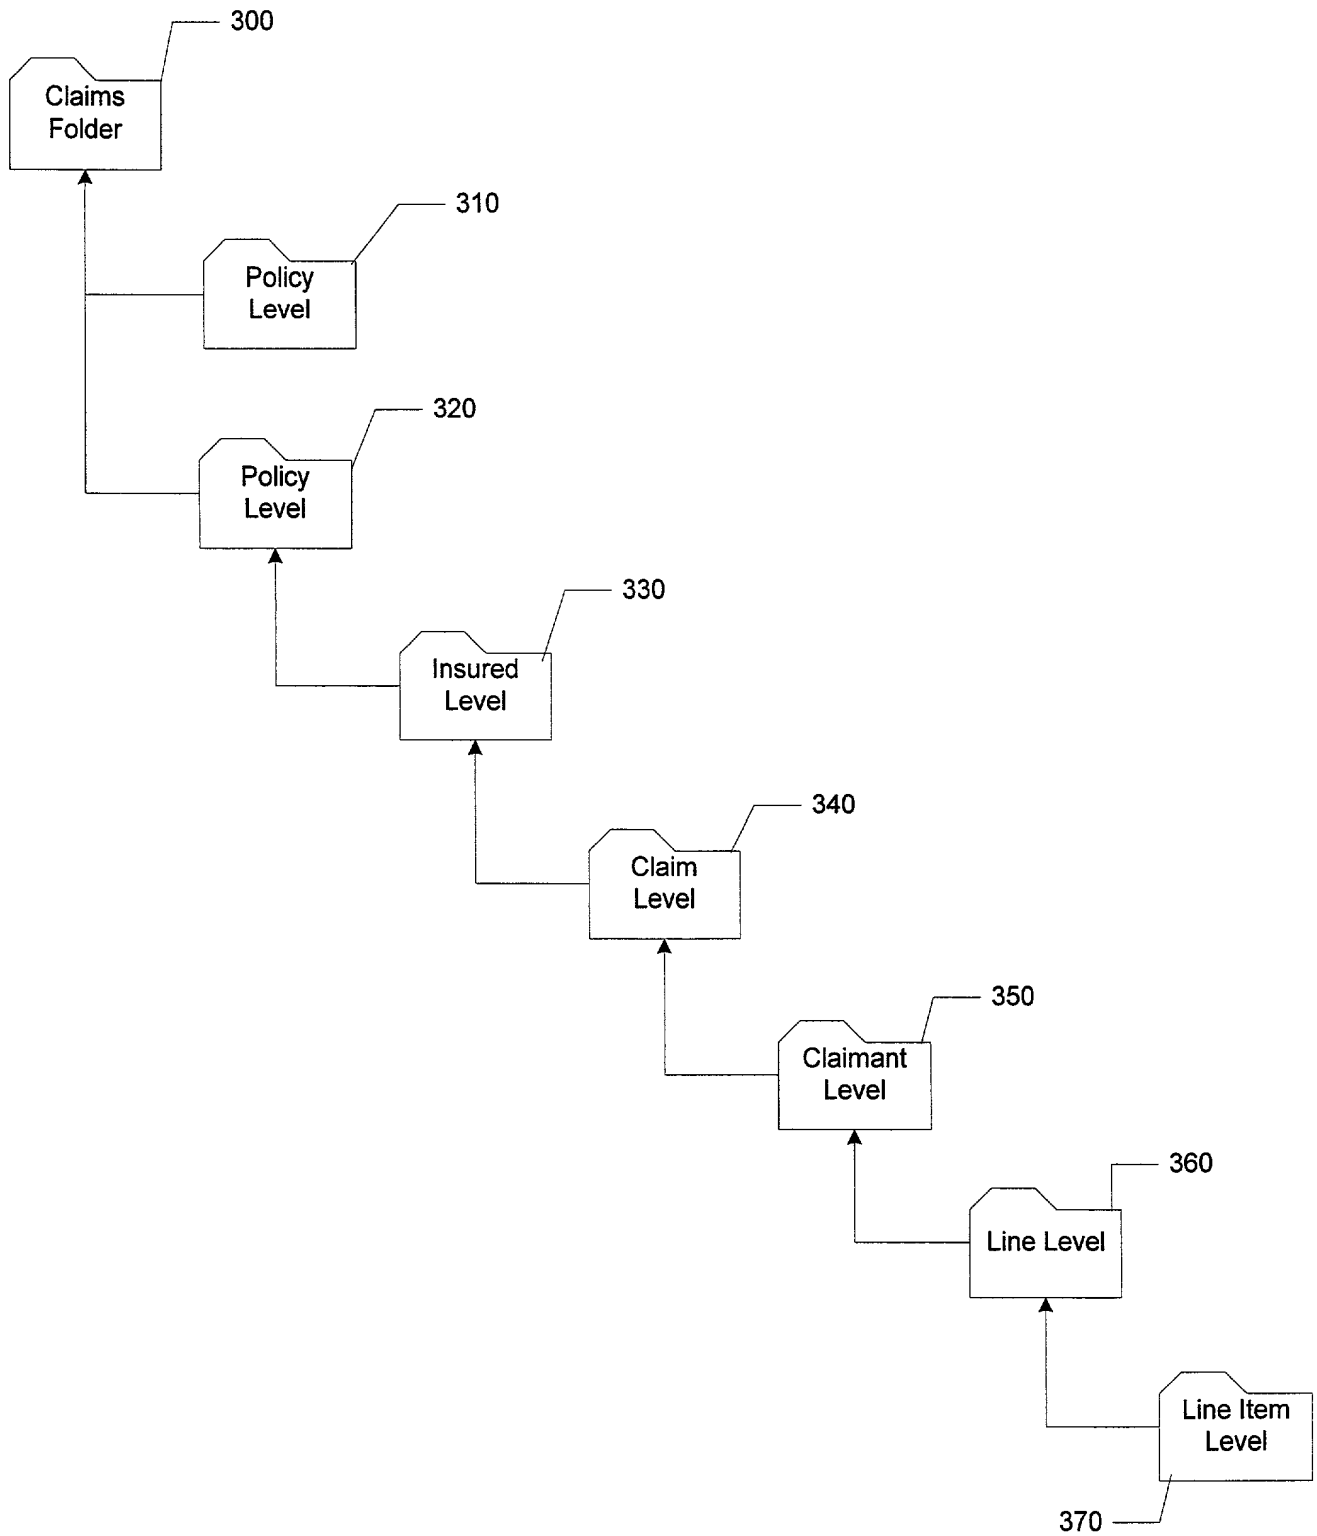 300
Claims
Folder
310
Policy
Level
320
Policy
Level
330
Insured
Level
340
Claim
Level
350
Claimant
Level
360
Line Level
Line Item
Level
370